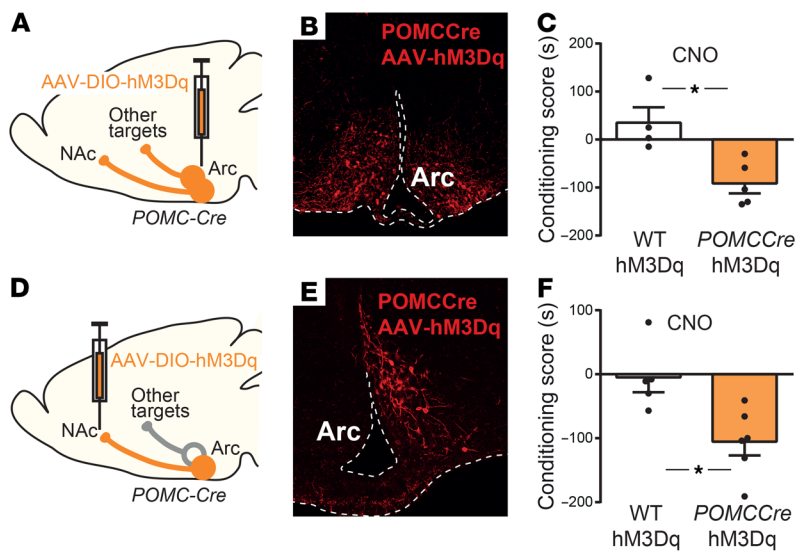 A
AAV-DIO-hM3Dq
Other
targets
NAc
Arc
POMC-Cre
B
POMCCre
AAV-hM3Dq
Arc
C
Conditioning score (s)
200
100
0
−100
−200
CNO
*
WT
hM3Dq
POMCCre
hM3Dq
D
AAV-DIO-hM3Dq
Other
targets
NAc
Arc
POMC-Cre
E
POMCCre
AAV-hM3Dq
Arc
F
Conditioning score (s)
100
0
−100
−200
CNO
*
WT
hM3Dq
POMCCre
hM3Dq